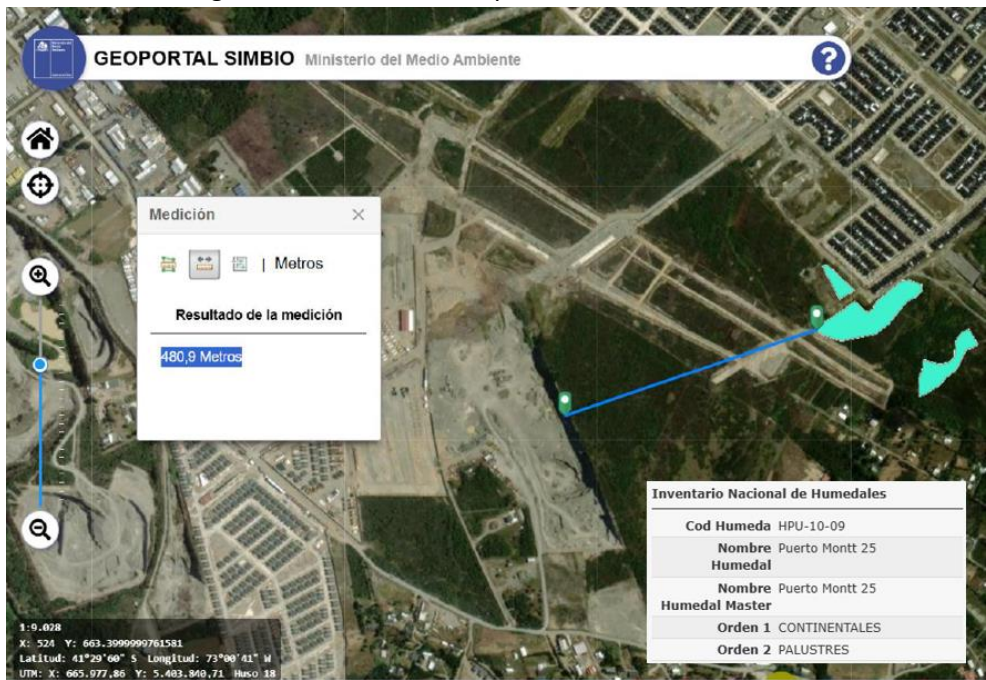 GEOPORTAL SIMBIO Ministerio del Medio Ambiente
?
Medición ×
| Metros
Resultado de la medición
480,9 Metros
Inventario Nacional de Humedales
Cod Humeda HPU-10-09
Nombre Puerto Montt 25
Humedal
Nombre Puerto Montt 25
Humedal Master
Orden 1 CONTINENTALES
Orden 2 PALUSTRES
1:9.028
X: 524 Y: 663.3999999761581
Latitud: 41°29'60" S Longitud: 73°00'41" W
UTM: X: 665.977,86 Y: 5.403.840,71 Huso 18